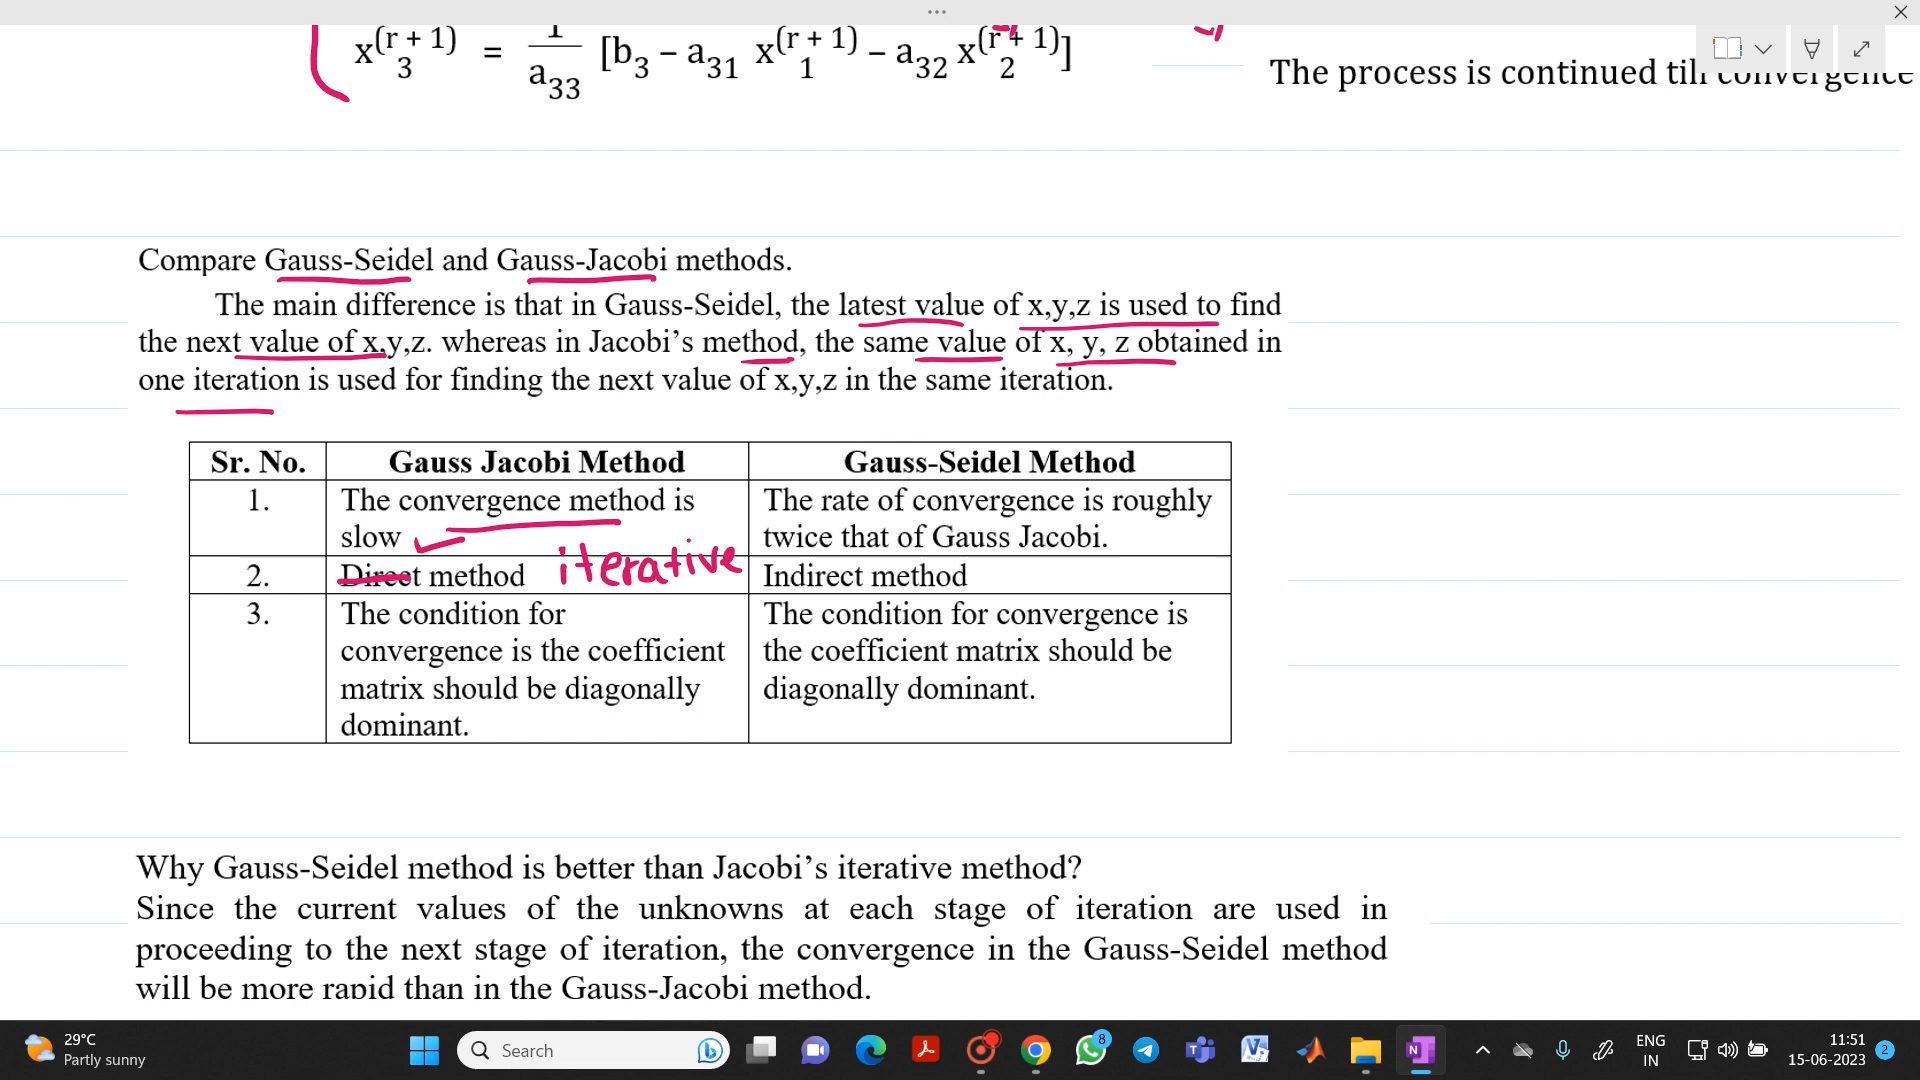 x₃^(r + 1) = 1/a₃₃ [b₃ – a₃₁ x₁^(r + 1) – a₃₂ x₂^(r + 1)]
The process is continued till convergence
Compare Gauss-Seidel and Gauss-Jacobi methods.
The main difference is that in Gauss-Seidel, the latest value of x,y,z is used to find
the next value of x,y,z. whereas in Jacobi’s method, the same value of x, y, z obtained in
one iteration is used for finding the next value of x,y,z in the same iteration.
Sr. No. Gauss Jacobi Method Gauss-Seidel Method
1. The convergence method is The rate of convergence is roughly
slow twice that of Gauss Jacobi.
2. Direct method iterative Indirect method
3. The condition for The condition for convergence is
convergence is the coefficient the coefficient matrix should be
matrix should be diagonally diagonally dominant.
dominant.
Why Gauss-Seidel method is better than Jacobi’s iterative method?
Since the current values of the unknowns at each stage of iteration are used in
proceeding to the next stage of iteration, the convergence in the Gauss-Seidel method
will be more rapid than in the Gauss-Jacobi method.
29°C
Partly sunny
Search
8
ENG
IN
11:51
15-06-2023
2